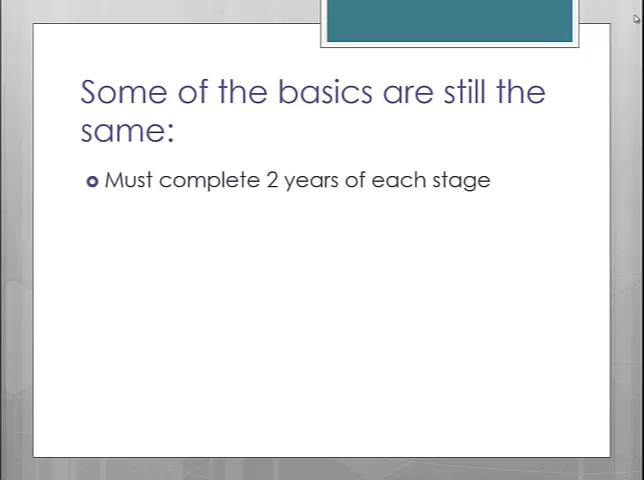 Some of the basics are still the
same:
Must complete 2 years of each stage